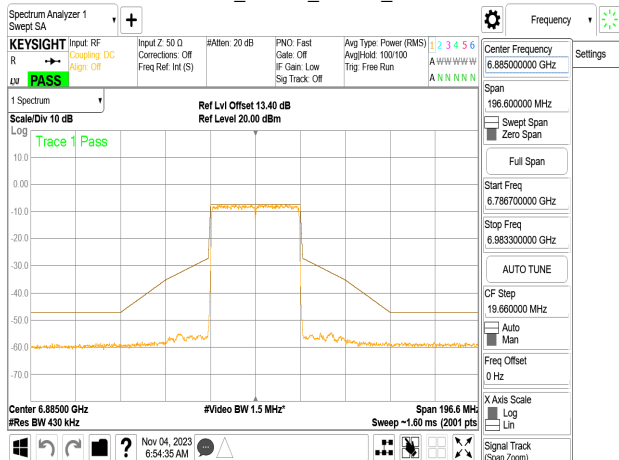 Spectrum Analyzer 1
Swept SA
Frequency
KEYSIGHT
R
LXI PASS
Input: RF
Coupling: DC
Align: Off
Input Z: 50 Ω
Corrections: Off
Freq Ref: Int (S)
#Atten: 20 dB
PNO: Fast
Gate: Off
IF Gain: Low
Sig Track: Off
Avg Type: Power (RMS)
Avg|Hold: 100/100
Trig: Free Run
1 2 3 4 5 6
A W W W W W
A N N N N N
1 Spectrum
Scale/Div 10 dB
Ref Lvl Offset 13.40 dB
Ref Level 20.00 dBm
Log
Trace 1 Pass
10.0
0.00
-10.0
-20.0
-30.0
-40.0
-50.0
-60.0
-70.0
Center 6.88500 GHz
#Video BW 1.5 MHz*
Span 196.6 MHz
#Res BW 430 kHz
Sweep ~1.60 ms (2001 pts
Nov 04, 2023
6:54:35 AM
Center Frequency
6.885000000 GHz
Settings
Span
196.600000 MHz
Swept Span
Zero Span
Full Span
Start Freq
6.786700000 GHz
Stop Freq
6.983300000 GHz
AUTO TUNE
CF Step
19.660000 MHz
Auto
Man
Freq Offset
0 Hz
X Axis Scale
Log
Lin
Signal Track
(Span Zoom)